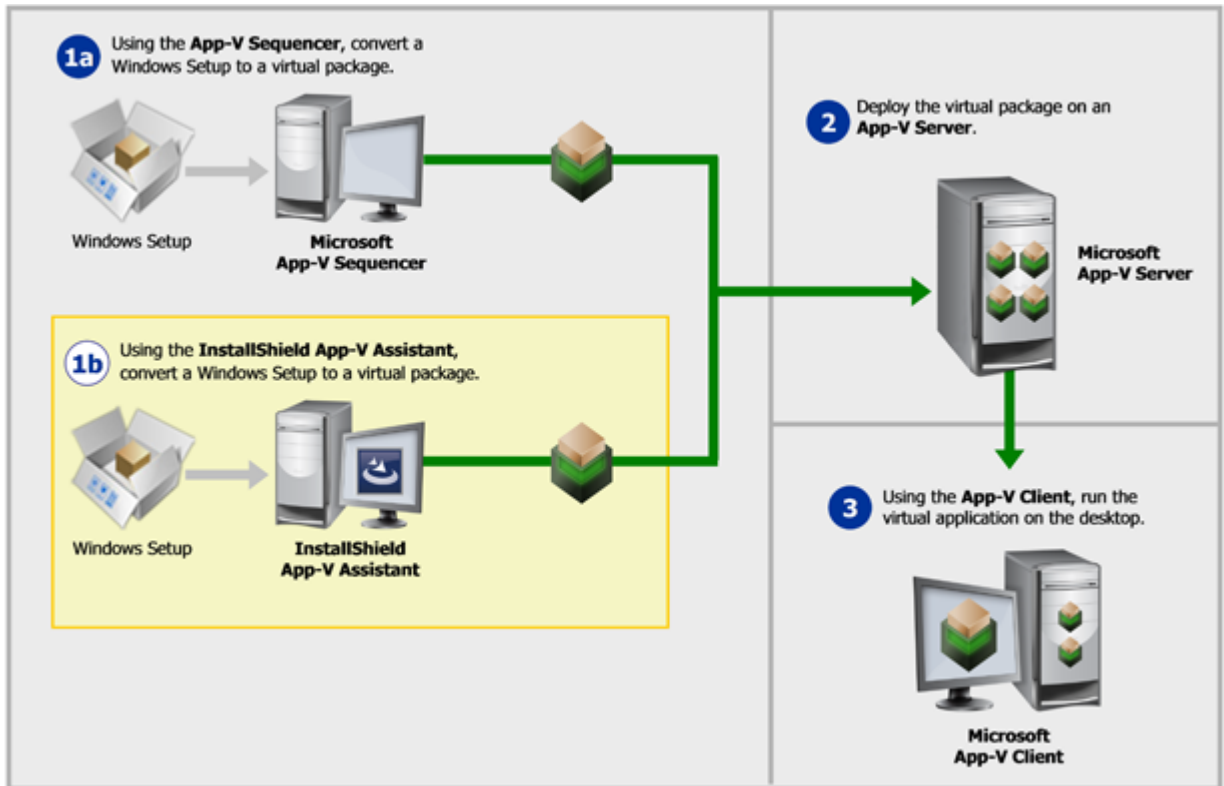 1a
Using the App-V Sequencer, convert a
Windows Setup to a virtual package.
Windows Setup
Microsoft
App-V Sequencer
1b
Using the InstallShield App-V Assistant,
convert a Windows Setup to a virtual package.
Windows Setup
InstallShield
App-V Assistant
2
Deploy the virtual package on an
App-V Server.
Microsoft
App-V Server
3
Using the App-V Client, run the
virtual application on the desktop.
Microsoft
App-V Client